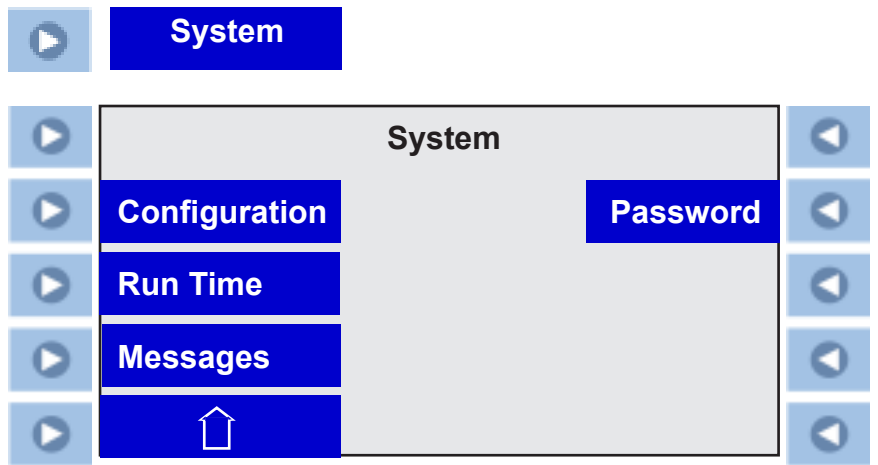 System
System
Configuration
Password
Run Time
Messages